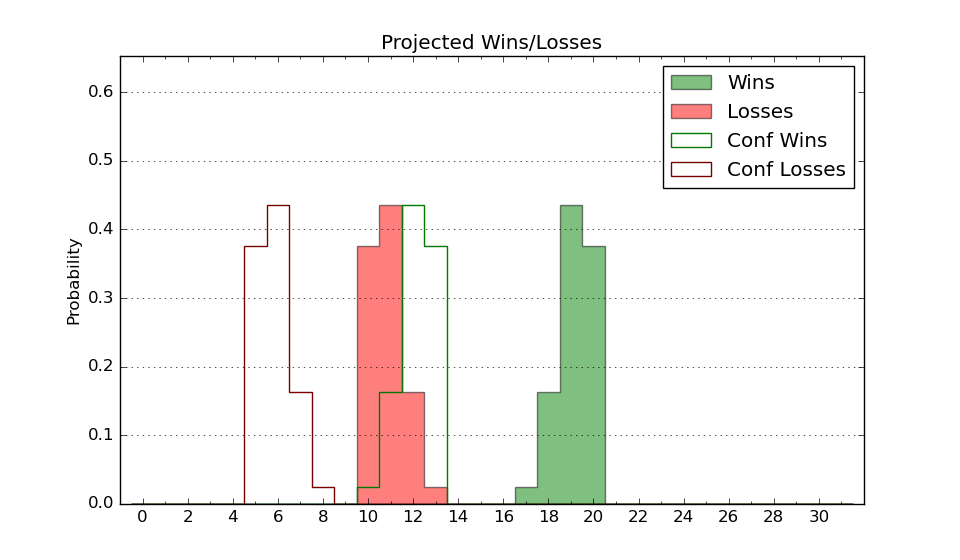 Projected Wins/Losses
Wins
Losses
Conf Wins
Conf Losses
Probability
0.6
0.5
0.4
0.3
0.2
0.1
0.0
0 2 4 6 8 10 12 14 16 18 20 22 24 26 28 30